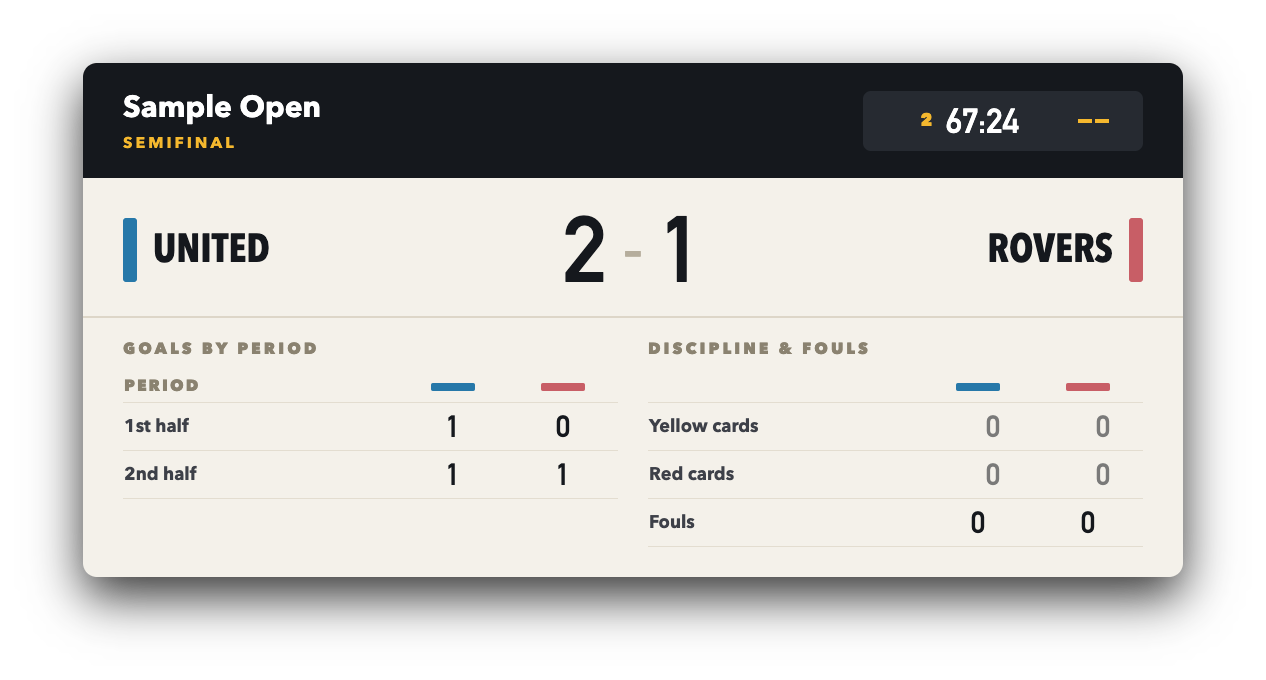 Sample Open
SEMIFINAL
2 67:24 --
UNITED 2 - 1 ROVERS
GOALS BY PERIOD
PERIOD
1st half 1 0
2nd half 1 1
DISCIPLINE & FOULS
Yellow cards 0 0
Red cards 0 0
Fouls 0 0